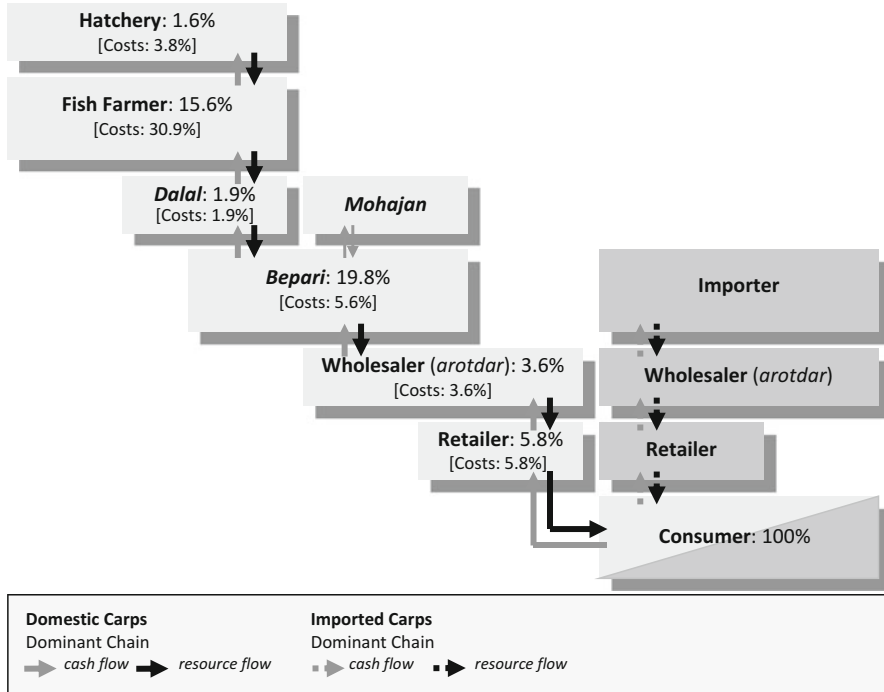 Hatchery: 1.6%
[Costs: 3.8%]
Fish Farmer: 15.6%
[Costs: 30.9%]
Dalal: 1.9%
[Costs: 1.9%]
Mohajan
Bepari: 19.8%
[Costs: 5.6%]
Importer
Wholesaler (arotdar): 3.6%
[Costs: 3.6%]
Wholesaler (arotdar)
Retailer: 5.8%
[Costs: 5.8%]
Retailer
Consumer: 100%
Domestic Carps
Dominant Chain
cash flow resource flow
Imported Carps
Dominant Chain
cash flow resource flow